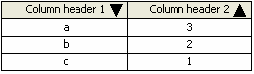 Column header 1 ▼ Column header 2 ▲
a 3
b 2
c 1